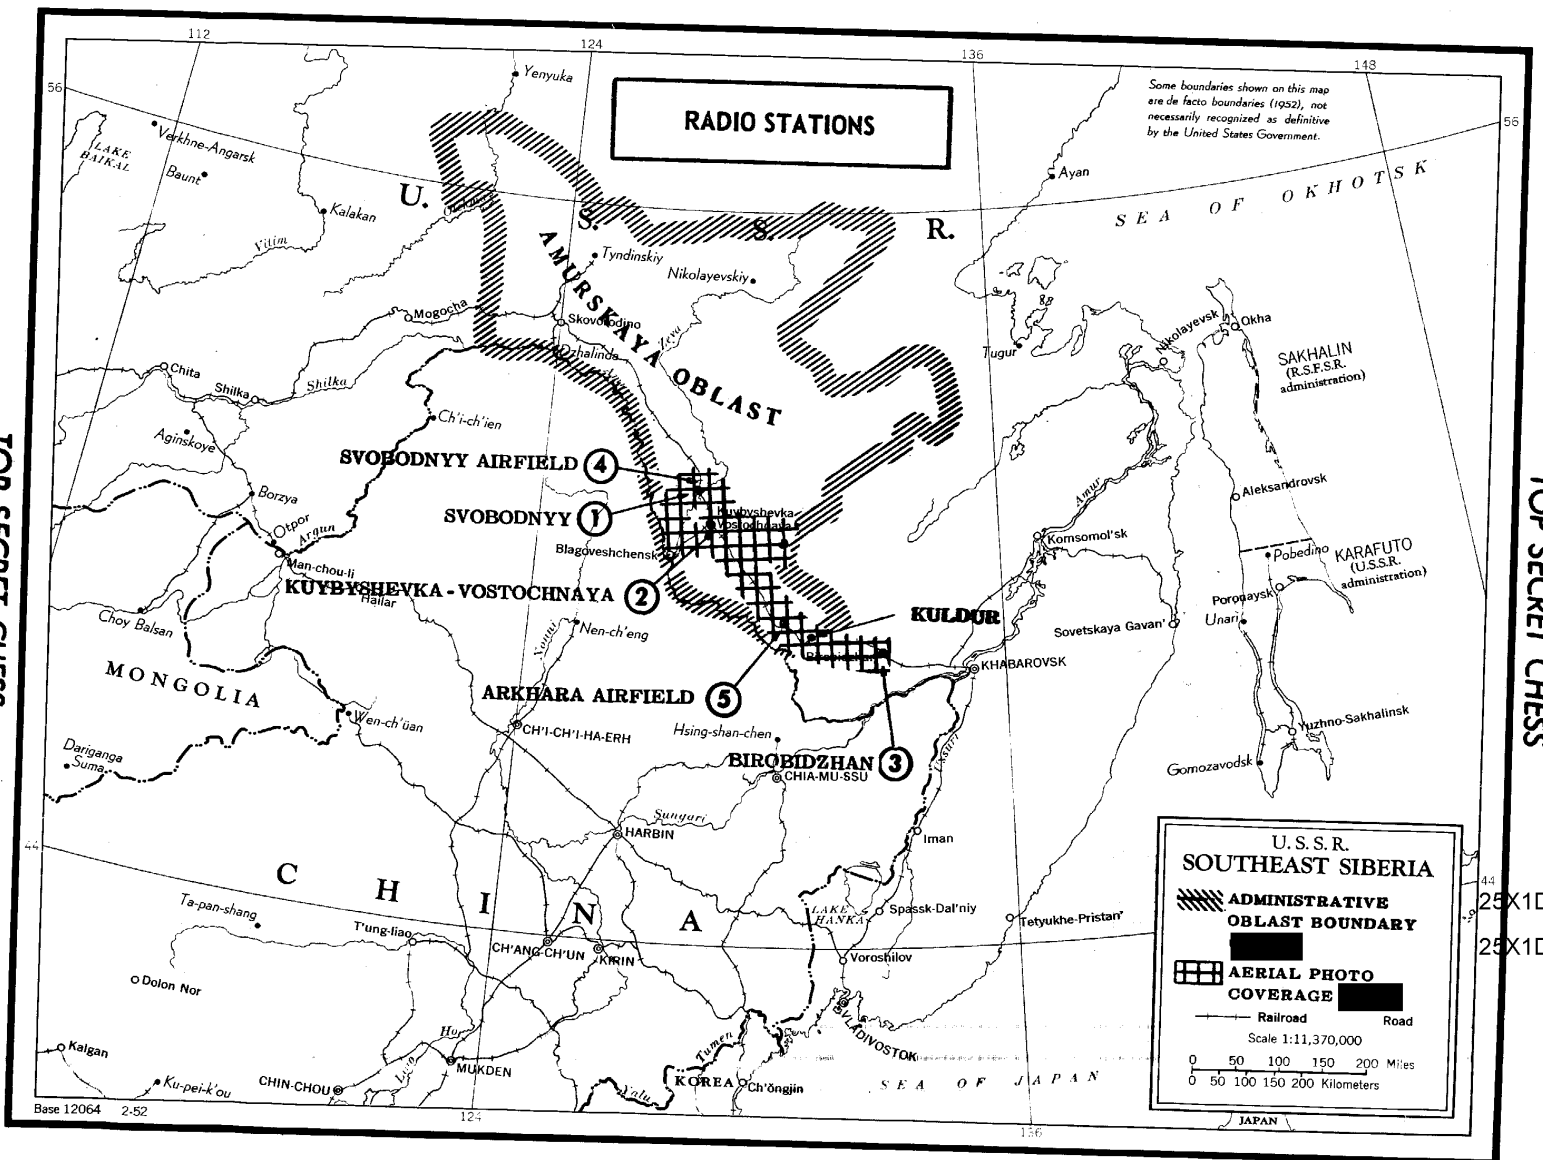 112
124
136
148
56
56
Yenyuka
RADIO STATIONS
Some boundaries shown on this map
are de facto boundaries (1952), not
necessarily recognized as definitive
by the United States Government.
LAKE
BAIKAL
Verkhne-Angarsk
Baunt
Kalakan
Vitim
U.
S.
S.
R.
Ayan
SEA OF OKHOTSK
AMURSKAYA OBLAST
Tyndinskiy
Nikolayevskiy
Mogocha
Skovorodino
Dzhalinda
Zeya
Tugur
Nikolayevsk
Okha
SAKHALIN
(R.S.F.S.R.
administration)
Chita
Shilka
Shilka
Aginskoye
Ch'i-ch'ien
SVOBODNYY AIRFIELD 4
Borzya
SVOBODNYY 1
Kuybyshevka
Vostochnaya
Amur
Aleksandrovsk
Otpor
Argun
Blagoveshchensk
Komsomol'sk
Pobedino
KARAFUTO
(U.S.S.R.
administration)
Man-chou-li
KUYBYSHEVKA-VOSTOCHNAYA 2
Hailar
Poronaysk
Choy Balsan
KULDUR
Sovetskaya Gavan'
Unari
Nen-ch'eng
Nonni
KHABAROVSK
MONGOLIA
ARKHARA AIRFIELD 5
Wen-ch'üan
CH'I-CH'I-HA-ERH
Hsing-shan-chen
Yuzhno-Sakhalinsk
Dariganga
Suma
BIROBIDZHAN 3
CHIA-MU-SSU
Ussuri
Gomozavodsk
Sungari
HARBIN
Iman
44
44
CHINA
U.S.S.R.
SOUTHEAST SIBERIA
ADMINISTRATIVE
OBLAST BOUNDARY
AERIAL PHOTO
COVERAGE
Railroad
Road
Scale 1:11,370,000
0 50 100 150 200 Miles
0 50 100 150 200 Kilometers
25X1D
25X1D
Ta-pan-shang
T'ung-liao
CH'ANG-CH'UN
KIRIN
LAKE
HANKA
Spassk-Dal'niy
Tetyukhe-Pristan'
Voroshilov
Dolon Nor
VLADIVOSTOK
Kalgan
Ku-pei-k'ou
CHIN-CHOU
MUKDEN
Tumen
Yalu
KOREA
Ch'ŏngjin
SEA OF JAPAN
JAPAN
Base 12064 2-52
124
136
TOP SECRET CHESS
TOP SECRET CHESS